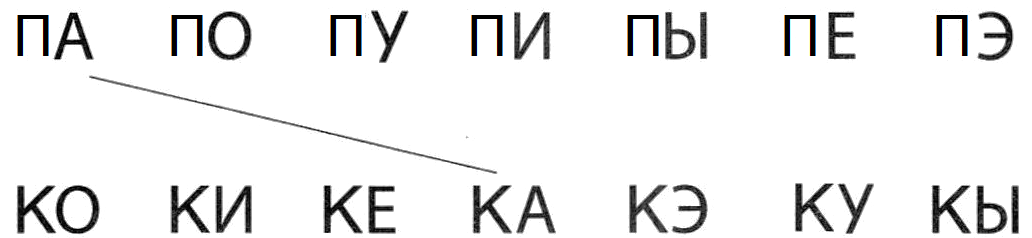 ПА ПО ПУ ПИ ПЫ ПЕ ПЭ
КО КИ КЕ КА КЭ КУ КЫ